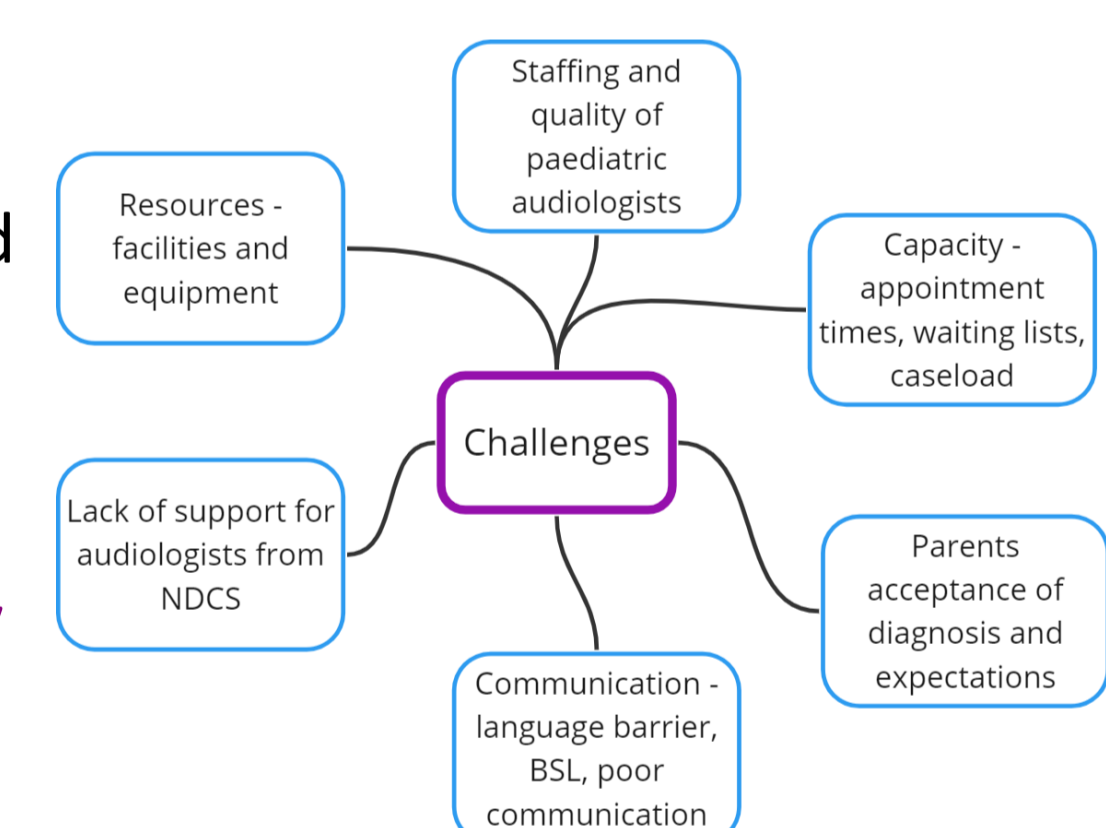 Staffing and
quality of
paediatric
audiologists
Resources -
facilities and
equipment
Capacity -
appointment
times, waiting lists,
caseload
Challenges
Lack of support for
audiologists from
NDCS
Parents
acceptance of
diagnosis and
expectations
Communication -
language barrier,
BSL, poor
communication